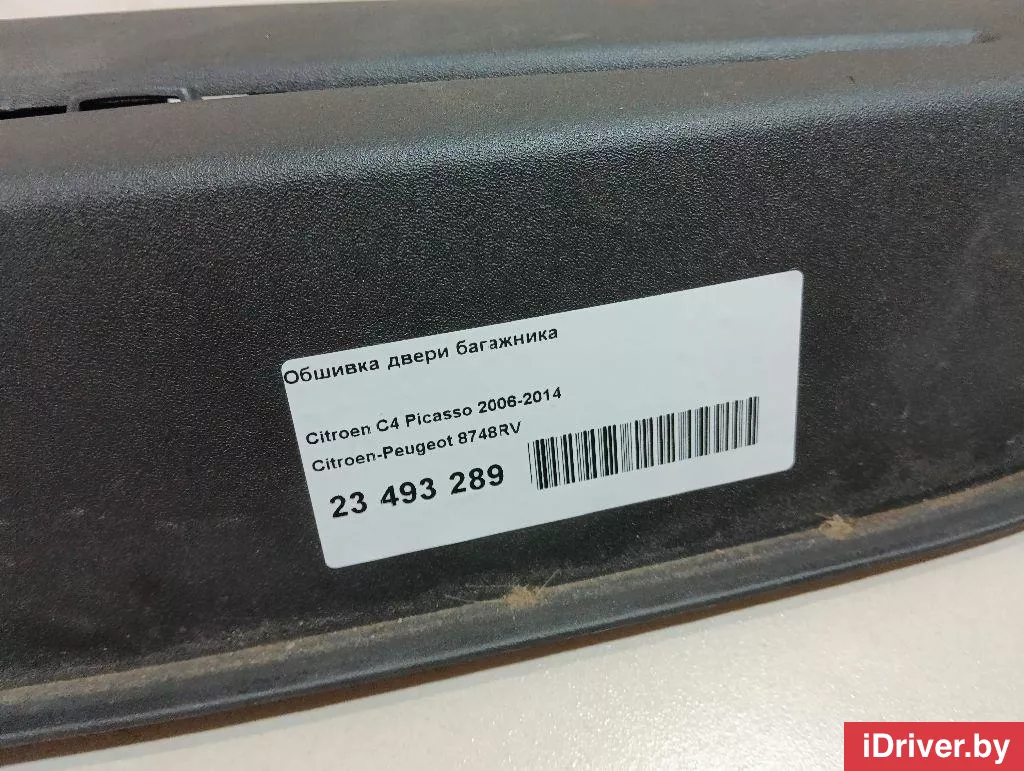 Обшивка двери багажника
Citroen C4 Picasso 2006-2014
Citroen-Peugeot 8748RV
23 493 289
iDriver.by